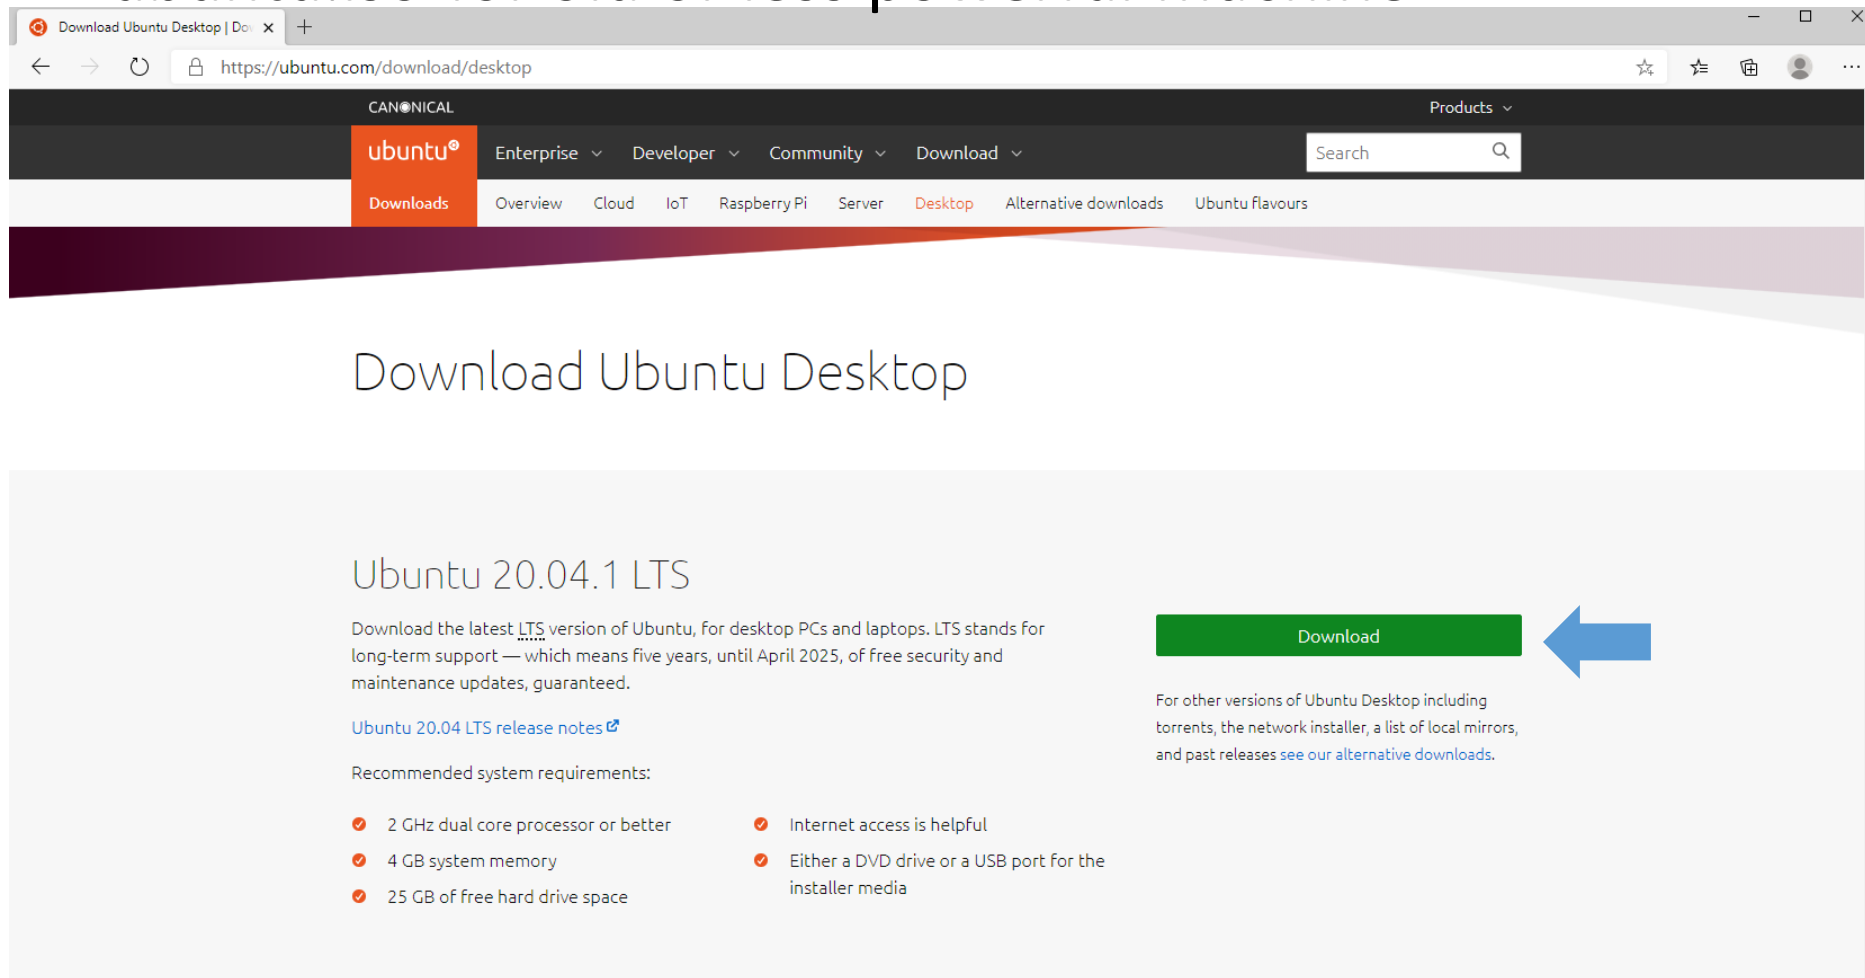 Download Ubuntu Desktop | Do
https://ubuntu.com/download/desktop
CANONICAL
Products
ubuntu
Enterprise
Developer
Community
Download
Search
Downloads
Overview
Cloud
IoT
Raspberry Pi
Server
Desktop
Alternative downloads
Ubuntu flavours
Download Ubuntu Desktop
Ubuntu 20.04.1 LTS
Download the latest LTS version of Ubuntu, for desktop PCs and laptops. LTS stands for
long-term support — which means five years, until April 2025, of free security and
maintenance updates, guaranteed.
Ubuntu 20.04 LTS release notes
Recommended system requirements:
2 GHz dual core processor or better
4 GB system memory
25 GB of free hard drive space
Internet access is helpful
Either a DVD drive or a USB port for the
installer media
Download
For other versions of Ubuntu Desktop including
torrents, the network installer, a list of local mirrors,
and past releases see our alternative downloads.